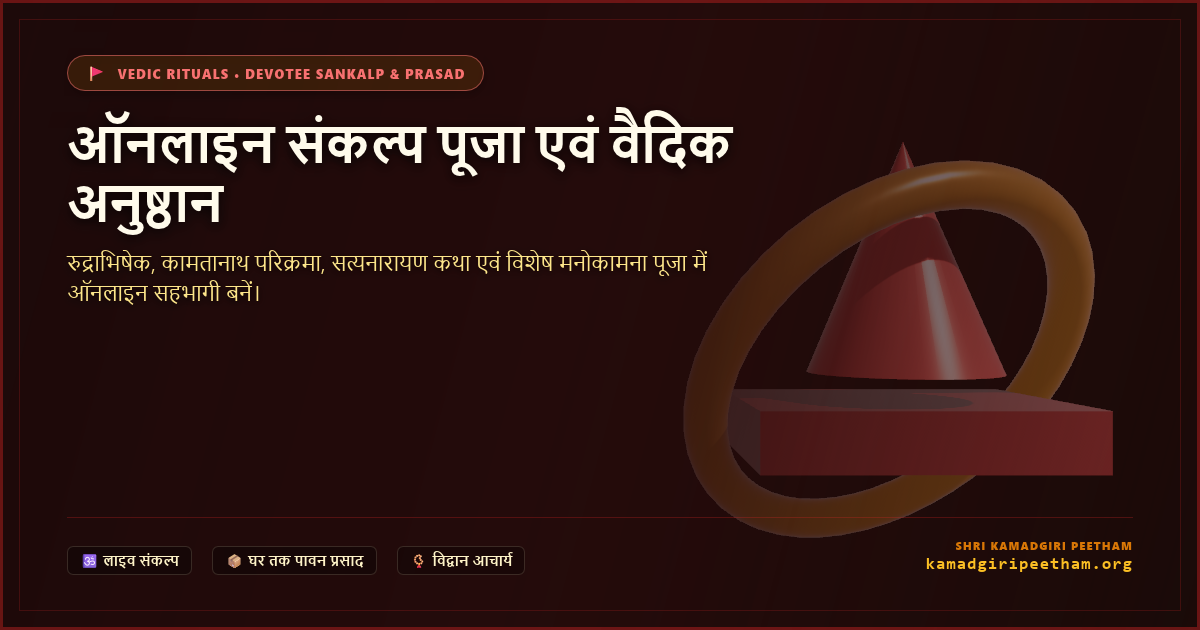 VEDIC RITUALS • DEVOTEE SANKALP & PRASAD
ऑनलाइन संकल्प पूजा एवं वैदिक
अनुष्ठान
रुद्राभिषेक, कामतानाथ परिक्रमा, सत्यनारायण कथा एवं विशेष मनोकामना पूजा में
ऑनलाइन सहभागी बनें।
🕉 लाइव संकल्प
📦 घर तक पावन प्रसाद
विद्वान आचार्य
SHRI KAMADGIRI PEETHAM
kamadgiripeetham.org